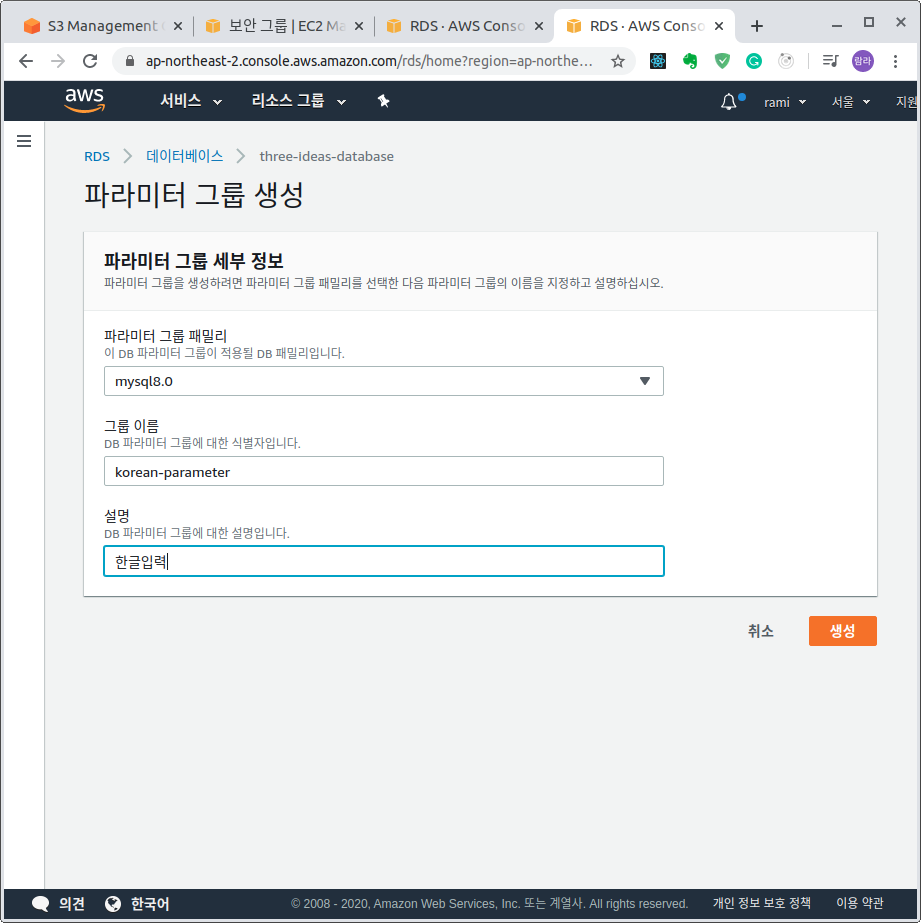 S3 Management
보안 그룹 | EC2 Ma
RDS · AWS Conso
RDS · AWS Conso
ap-northeast-2.console.aws.amazon.com/rds/home?region=ap-northe...
람라
aws
서비스
리소스 그룹
rami
서울
지원
RDS
데이터베이스
three-Ideas-database
파라미터 그룹 생성
파라미터 그룹 세부 정보
파라미터 그룹을 생성하려면 파라미터 그룹 패밀리를 선택한 다음 파라미터 그룹의 이름을 지정하고 설명하십시오.
파라미터 그룹 패밀리
이 DB 파라미터 그룹이 적용될 DB 패밀리입니다.
mysql8.0
그룹 이름
DB 파라미터 그룹에 대한 식별자입니다.
korean-parameter
설명
DB 파라미터 그룹에 대한 설명입니다.
한글입력
취소
생성
의견
한국어
© 2008 - 2020, Amazon Web Services, Inc. 또는 계열사. All rights reserved.
개인 정보 보호 정책
이용 약관